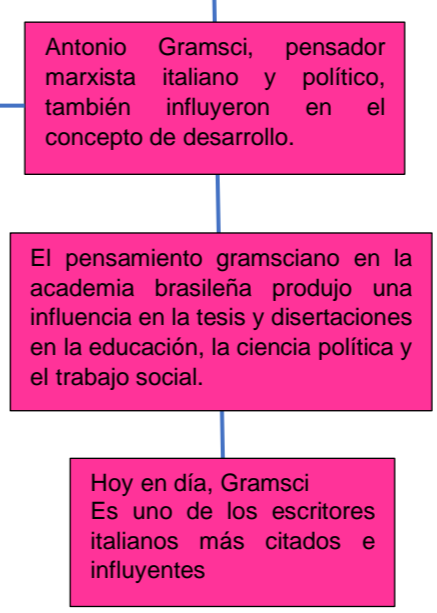 Antonio Gramsci, pensador
marxista italiano y político,
también influyeron en el
concepto de desarrollo.
El pensamiento gramsciano en la
academia brasileña produjo una
influencia en la tesis y disertaciones
en la educación, la ciencia política y
el trabajo social.
Hoy en día, Gramsci
Es uno de los escritores
italianos más citados e
influyentes